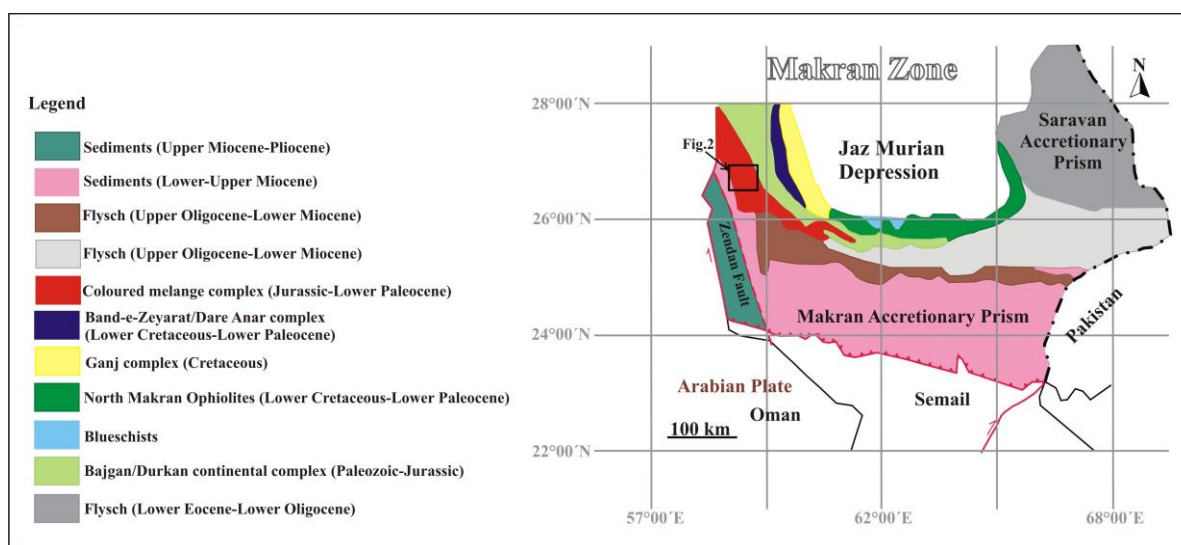 Makran Zone
N
Legend
Sediments (Upper Miocene-Pliocene)
Sediments (Lower-Upper Miocene)
Flysch (Upper Oligocene-Lower Miocene)
Flysch (Upper Oligocene-Lower Miocene)
Coloured melange complex (Jurassic-Lower Paleocene)
Band-e-Zeyarat/Dare Anar complex
(Lower Cretaceous-Lower Paleocene)
Ganj complex (Cretaceous)
North Makran Ophiolites (Lower Cretaceous-Lower Paleocene)
Blueschists
Bajgan/Durkan continental complex (Paleozoic-Jurassic)
Flysch (Lower Eocene-Lower Oligocene)
28°00´N
26°00´N
24°00´N
22°00´N
Fig.2
Jaz Murian
Depression
Saravan
Accretionary
Prism
Zendan Fault
Makran Accretionary Prism
Pakistan
Arabian Plate
Oman
Semail
100 km
57°00´E
62°00´E
68°00´E